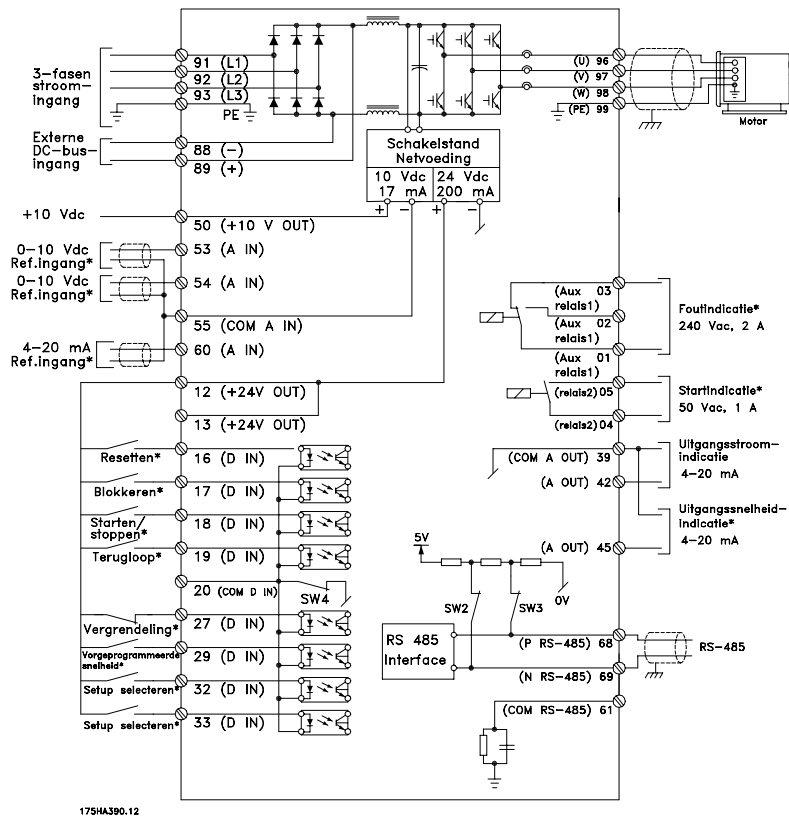 3-fasen
stroom-
ingang
91 (L1)
92 (L2)
93 (L3)
PE
(U) 96
(V) 97
(W) 98
(PE) 99
Motor
Externe
DC-bus-
ingang
88 (-)
89 (+)
Schakelstand
Netvoeding
10 Vdc
17 mA
24 Vdc
200 mA
+ - + -
+10 Vdc
50 (+10 V OUT)
0-10 Vdc
Ref.ingang*
53 (A IN)
0-10 Vdc
Ref.ingang*
54 (A IN)
55 (COM A IN)
4-20 mA
Ref.ingang*
60 (A IN)
12 (+24V OUT)
13 (+24V OUT)
(Aux 03
relais1)
(Aux 02
relais1)
(Aux 01
relais1)
Foutindicatie*
240 Vac, 2 A
(relais2) 05
(relais2) 04
Startindicatie*
50 Vac, 1 A
Resetten*
16 (D IN)
Blokkeren*
17 (D IN)
Starten/
stoppen*
18 (D IN)
Terugloop*
19 (D IN)
20 (COM D IN)
SW4
Vergrendeling*
27 (D IN)
Vorgeprogrammeerde
snelheid*
29 (D IN)
Setup selecteren*
32 (D IN)
Setup selecteren*
33 (D IN)
(COM A OUT) 39
(A OUT) 42
Uitgangsstroom-
indicatie
4-20 mA
Uitgangssnelheid-
indicatie*
4-20 mA
(A OUT) 45
5V
0V
SW2
SW3
RS 485
Interface
(P RS-485) 68
(N RS-485) 69
RS-485
(COM RS-485) 61
175HA390.12